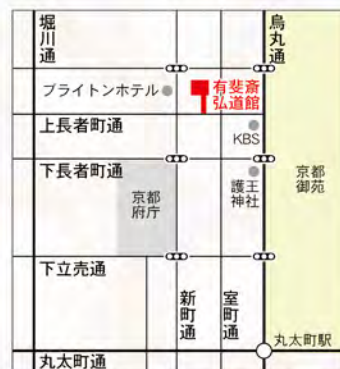 堀川通
烏丸通
ブライトンホテル
有斐斎
弘道館
上長者町通
KBS
下長者町通
護王
神社
京都
御苑
京都
府庁
下立売通
新町通
室町通
丸太町駅
丸太町通